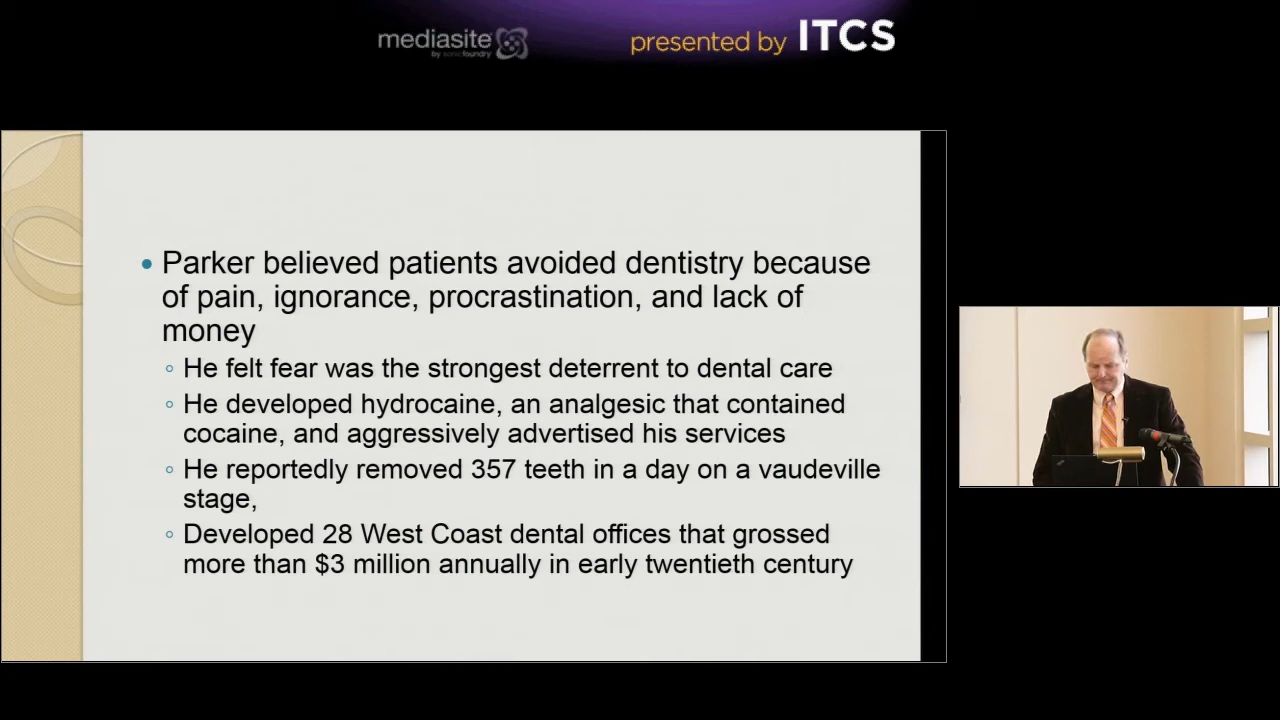 mediasite
by sonicfoundry
presented by ITCS
• Parker believed patients avoided dentistry because
of pain, ignorance, procrastination, and lack of
money
◦ He felt fear was the strongest deterrent to dental care
◦ He developed hydrocaine, an analgesic that contained
cocaine, and aggressively advertised his services
◦ He reportedly removed 357 teeth in a day on a vaudeville
stage,
◦ Developed 28 West Coast dental offices that grossed
more than $3 million annually in early twentieth century